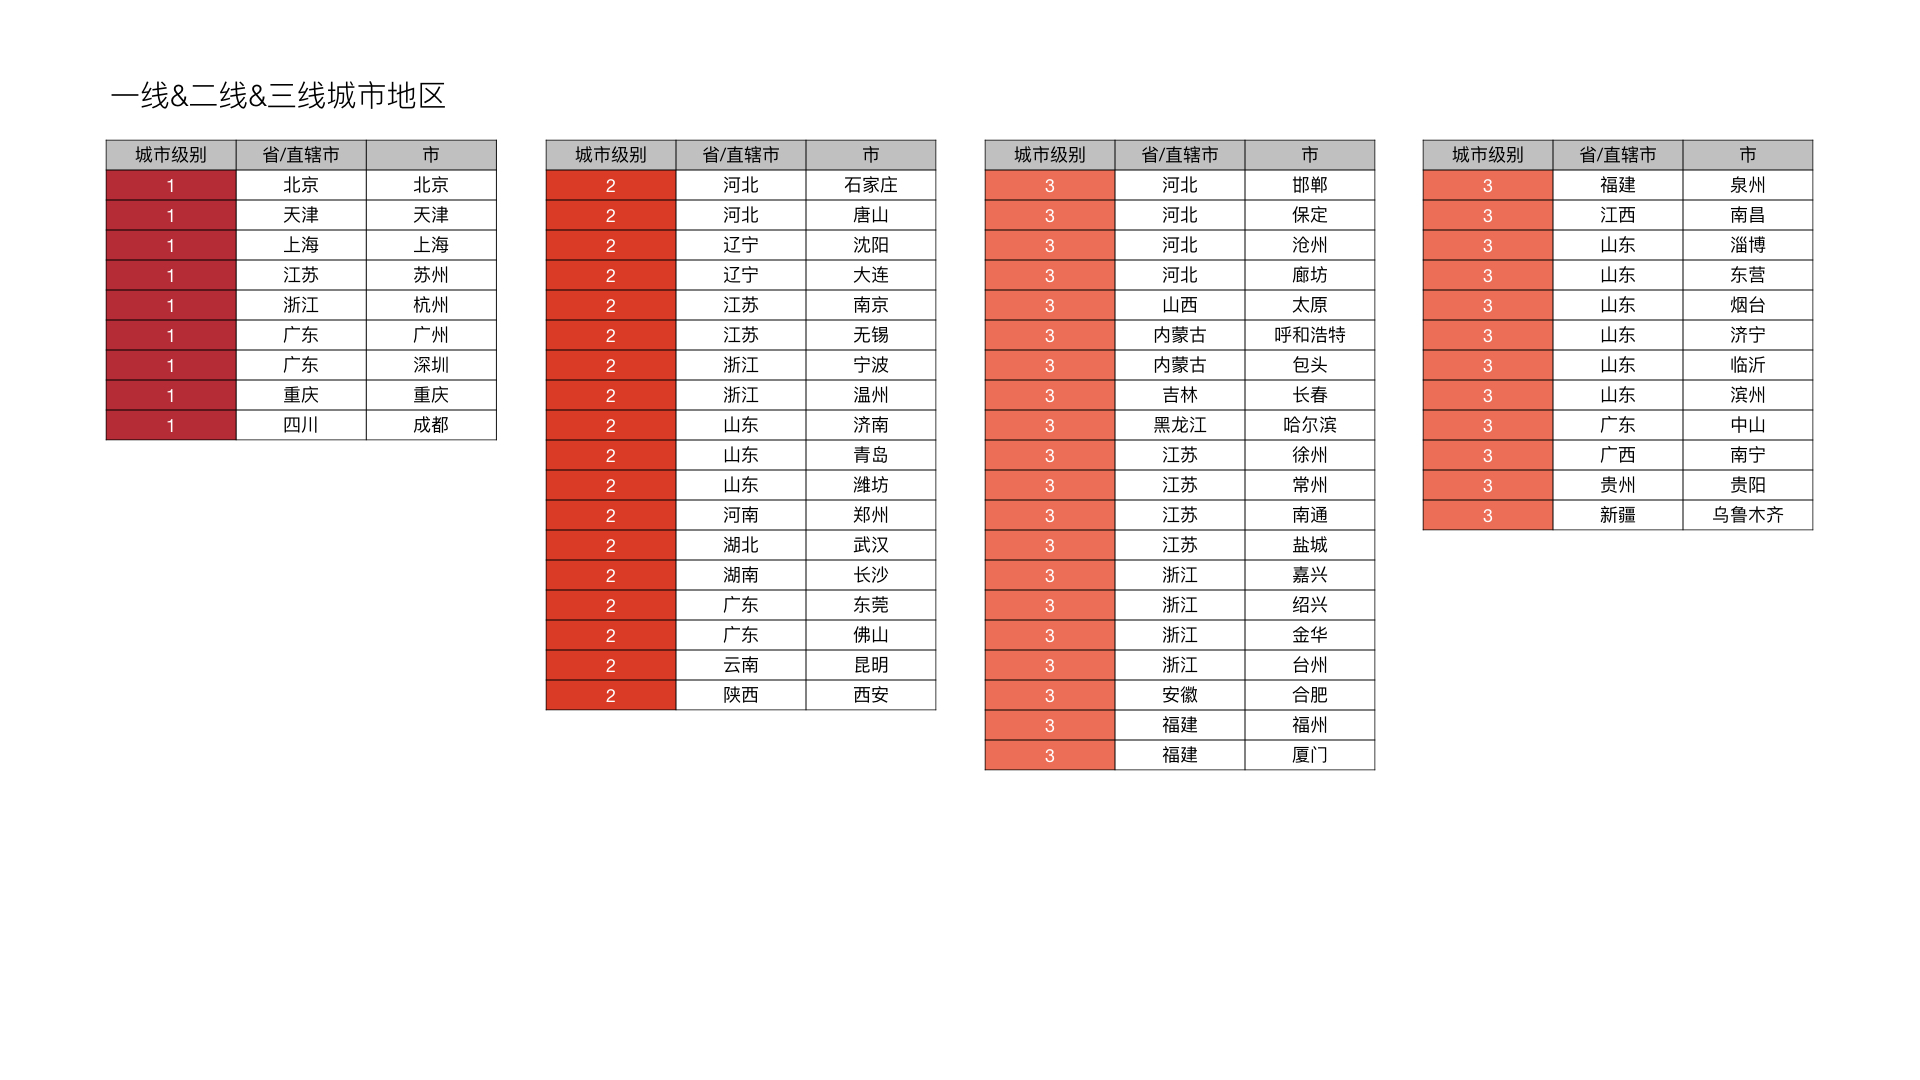 一线&二线&三线城市地区
城市级别 省/直辖市 市
1 北京 北京
1 天津 天津
1 上海 上海
1 江苏 苏州
1 浙江 杭州
1 广东 广州
1 广东 深圳
1 重庆 重庆
1 四川 成都
城市级别 省/直辖市 市
2 河北 石家庄
2 河北 唐山
2 辽宁 沈阳
2 辽宁 大连
2 江苏 南京
2 江苏 无锡
2 浙江 宁波
2 浙江 温州
2 山东 济南
2 山东 青岛
2 山东 潍坊
2 河南 郑州
2 湖北 武汉
2 湖南 长沙
2 广东 东莞
2 广东 佛山
2 云南 昆明
2 陕西 西安
城市级别 省/直辖市 市
3 河北 邯郸
3 河北 保定
3 河北 沧州
3 河北 廊坊
3 山西 太原
3 内蒙古 呼和浩特
3 内蒙古 包头
3 吉林 长春
3 黑龙江 哈尔滨
3 江苏 徐州
3 江苏 常州
3 江苏 南通
3 江苏 盐城
3 浙江 嘉兴
3 浙江 绍兴
3 浙江 金华
3 浙江 台州
3 安徽 合肥
3 福建 福州
3 福建 厦门
城市级别 省/直辖市 市
3 福建 泉州
3 江西 南昌
3 山东 淄博
3 山东 东营
3 山东 烟台
3 山东 济宁
3 山东 临沂
3 山东 滨州
3 广东 中山
3 广西 南宁
3 贵州 贵阳
3 新疆 乌鲁木齐